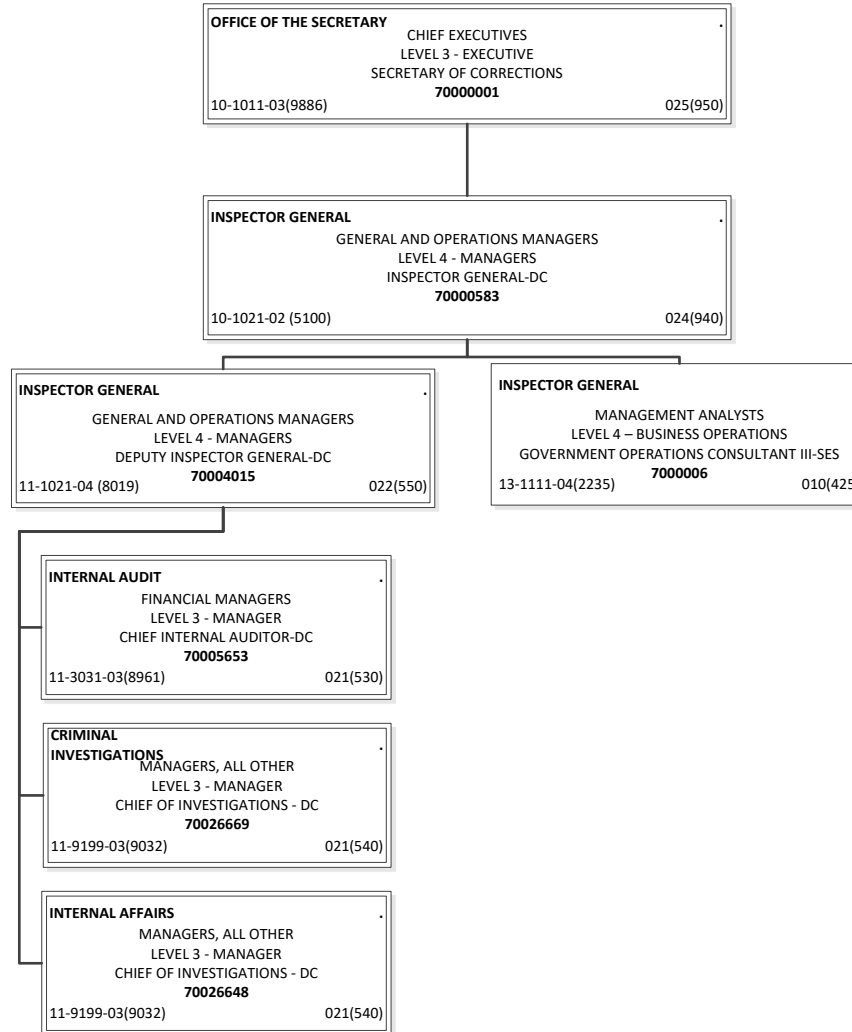 OFFICE OF THE SECRETARY .
CHIEF EXECUTIVES
LEVEL 3 - EXECUTIVE
SECRETARY OF CORRECTIONS
70000001
10-1011-03(9886) 025(950)
INSPECTOR GENERAL .
GENERAL AND OPERATIONS MANAGERS
LEVEL 4 - MANAGERS
INSPECTOR GENERAL-DC
70000583
10-1021-02 (5100) 024(940)
INSPECTOR GENERAL .
GENERAL AND OPERATIONS MANAGERS
LEVEL 4 - MANAGERS
DEPUTY INSPECTOR GENERAL-DC
70004015
11-1021-04 (8019) 022(550)
INSPECTOR GENERAL
MANAGEMENT ANALYSTS
LEVEL 4 – BUSINESS OPERATIONS
GOVERNMENT OPERATIONS CONSULTANT III-SES
7000006
13-1111-04(2235) 010(425
INTERNAL AUDIT .
FINANCIAL MANAGERS
LEVEL 3 - MANAGER
CHIEF INTERNAL AUDITOR-DC
70005653
11-3031-03(8961) 021(530)
CRIMINAL .
INVESTIGATIONS
MANAGERS, ALL OTHER
LEVEL 3 - MANAGER
CHIEF OF INVESTIGATIONS - DC
70026669
11-9199-03(9032) 021(540)
INTERNAL AFFAIRS .
MANAGERS, ALL OTHER
LEVEL 3 - MANAGER
CHIEF OF INVESTIGATIONS - DC
70026648
11-9199-03(9032) 021(540)